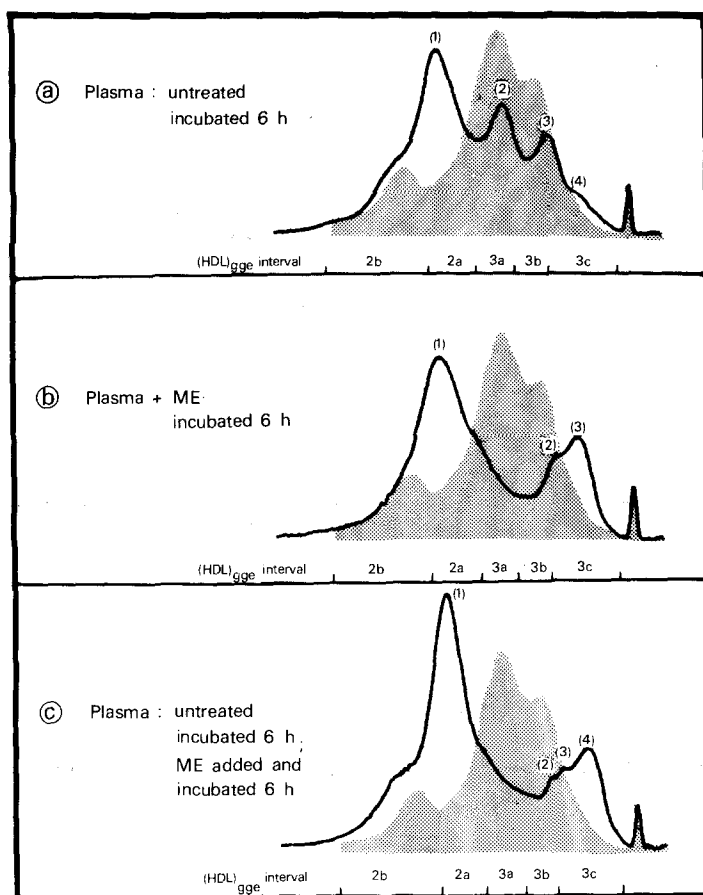 (1)
(2)
(3)
(4)
ⓐ Plasma : untreated
incubated 6 h
(HDL)gge interval 2b 2a 3a 3b 3c
(1)
(2)
(3)
ⓑ Plasma + ME
incubated 6 h
(HDL)gge interval 2b 2a 3a 3b 3c
(1)
(2)
(3)
(4)
ⓒ Plasma : untreated
incubated 6 h ;
ME added and
incubated 6 h
(HDL)gge interval 2b 2a 3a 3b 3c